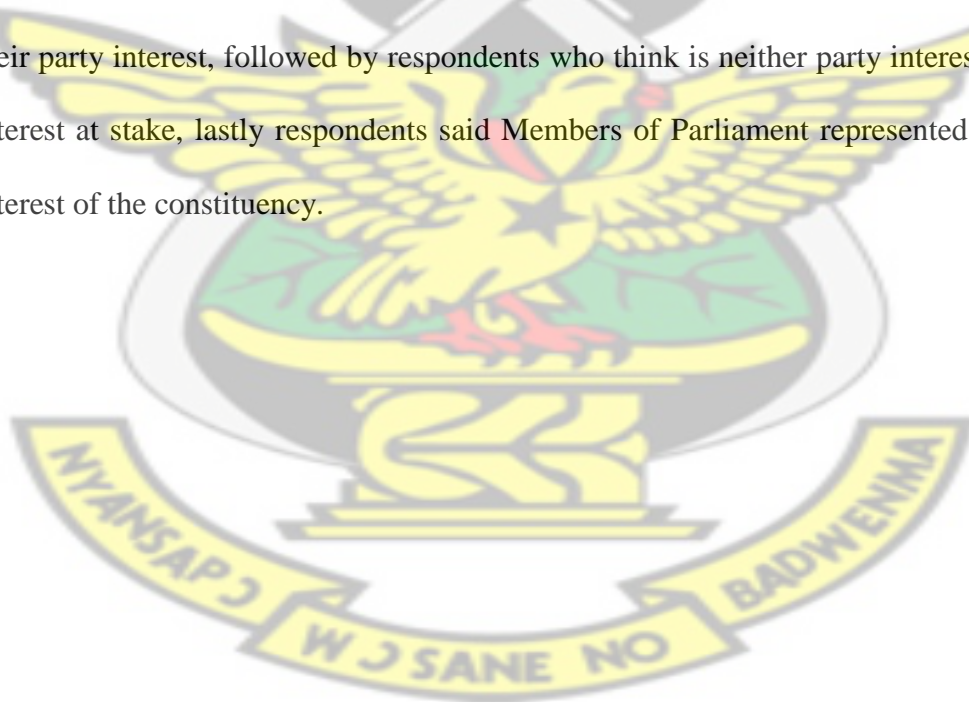 eir party interest, followed by respondents who think is neither party interes
terest at stake, lastly respondents said Members of Parliament represented
terest of the constituency.
NYANSAPƆ
WƆ SANE NO
BADWENMA